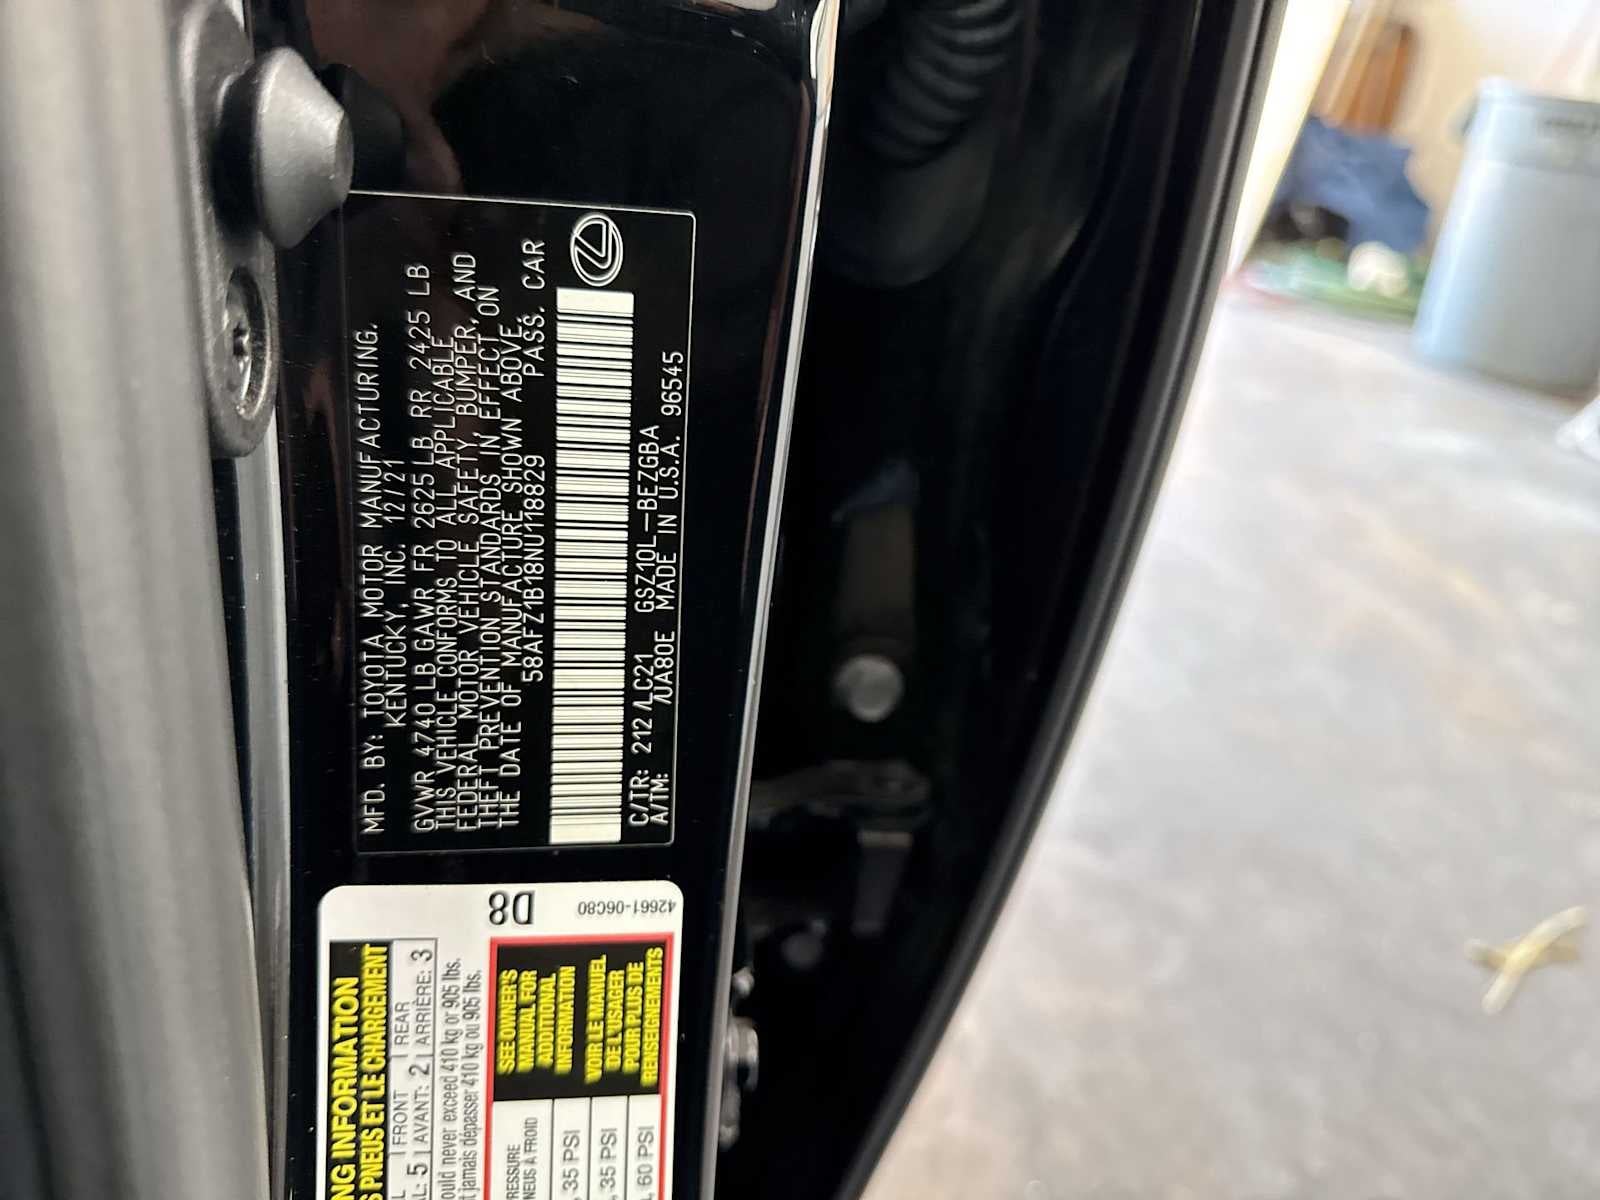 MFD. BY: TOYOTA MOTOR MANUFACTURING.
KENTUCKY, INC. 12/21
GVWR 4740 LB GAWR FR 2625 LB RR 2425 LB
THIS VEHICLE CONFORMS TO ALL APPLICABLE
FEDERAL MOTOR VEHICLE SAFETY, BUMPER, AND
THEFT PREVENTION STANDARDS IN EFFECT ON
THE DATE OF MANUFACTURE SHOWN ABOVE.
58AFZ1B18NU118829 PASS. CAR
C/TR: 212 /LC21 GSZ10L-BEZGBA
A/TM: /UA80E MADE IN U.S.A. 96545
D8
42661-06C80
NG INFORMATION
S PNEUS ET LE CHARGEMENT
L FRONT REAR
AL: 5 AVANT: 2 ARRIÈRE: 3
ould never exceed 410 kg or 905 lbs.
t jamais dépasser 410 kg ou 905 lbs.
RESSURE
NEUS À FROID
, 35 PSI
, 35 PSI
, 60 PSI
SEE OWNER'S
MANUAL FOR
ADDITIONAL
INFORMATION
VOIR LE MANUEL
DE L'USAGER
POUR PLUS DE
RENSEIGNEMENTS